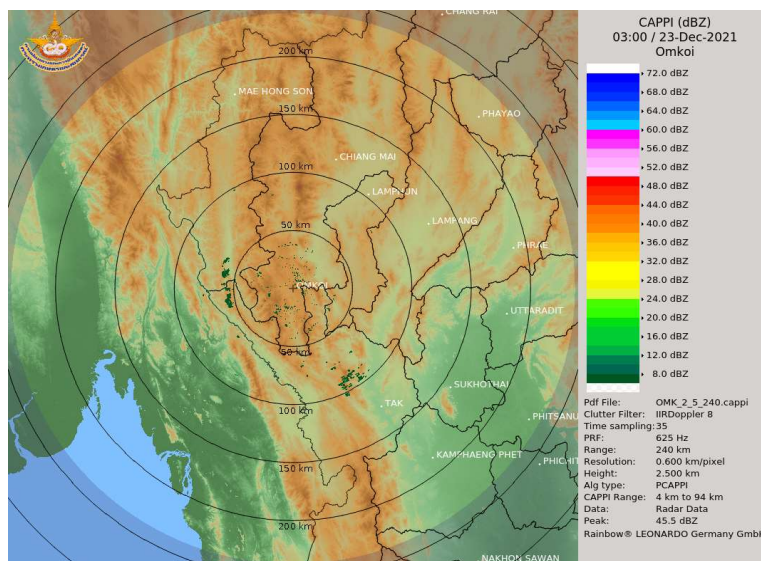 CHANG RAI
200 km
MAE HONG SON
150 km
PHAYAO
CHIANG MAI
100 km
LAMPHUN
LAMPANG
50 km
PHRAE
OMKOI
UTTARADIT
50 km
SUKHOTHAI
100 km
TAK
PHITSANU
KAMPHAENG PHET
PHICHIT
150 km
200 km
NAKHON SAWAN
CAPPI (dBZ)
03:00 / 23-Dec-2021
Omkoi
72.0 dBZ
68.0 dBZ
64.0 dBZ
60.0 dBZ
56.0 dBZ
52.0 dBZ
48.0 dBZ
44.0 dBZ
40.0 dBZ
36.0 dBZ
32.0 dBZ
28.0 dBZ
24.0 dBZ
20.0 dBZ
16.0 dBZ
12.0 dBZ
8.0 dBZ
Pdf File: OMK_2_5_240.cappi
Clutter Filter: IIRDoppler 8
Time sampling:35
PRF: 625 Hz
Range: 240 km
Resolution: 0.600 km/pixel
Height: 2.500 km
Alg type: PCAPPI
CAPPI Range: 4 km to 94 km
Data: Radar Data
Peak: 45.5 dBZ
Rainbow® LEONARDO Germany GmbH